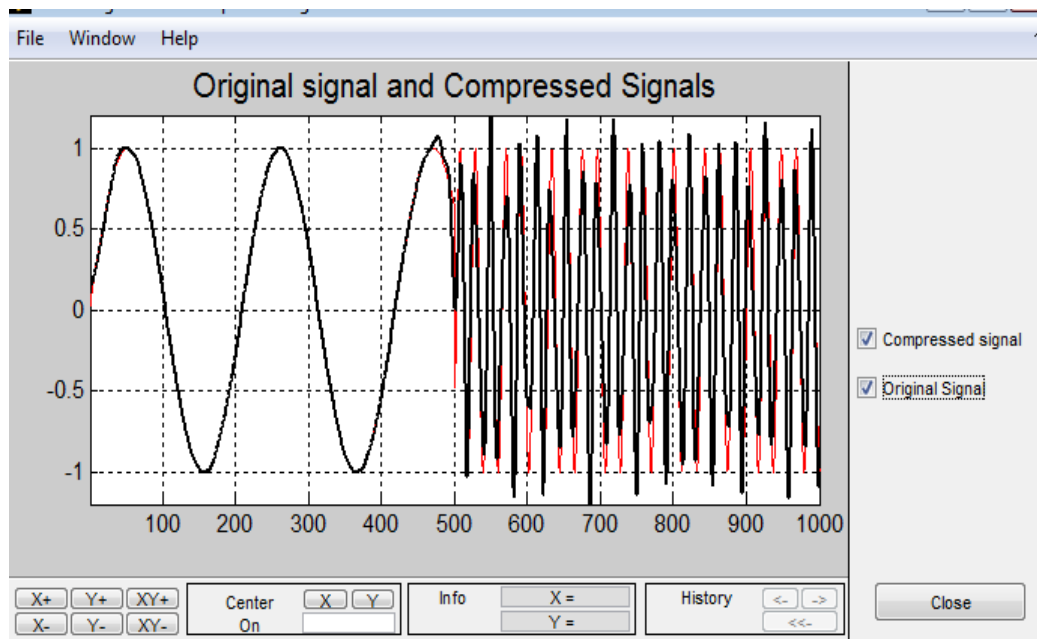 File Window Help
Original signal and Compressed Signals
1
0.5
0
-0.5
-1
100 200 300 400 500 600 700 800 900 1000
Compressed signal
Original Signal
X+ Y+ XY+
X- Y- XY-
Center On
X Y
Info
X =
Y =
History
<- ->
<<-
Close